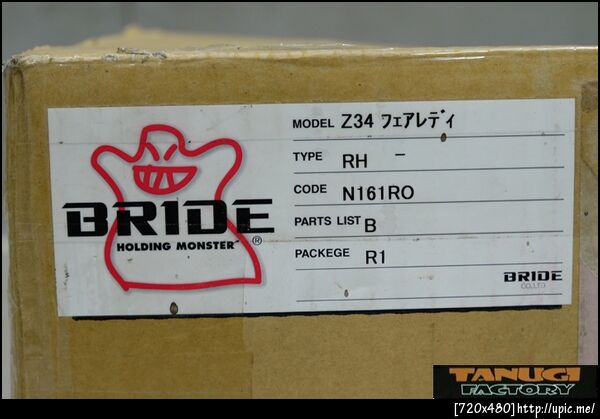 MODEL Z34 ﾌｪｱﾚﾃﾞｨ
TYPE RH -
CODE N161RO
PARTS LIST B
PACKEGE R1
BRIDE
HOLDING MONSTER
®
BRIDE
CO.,LTD.
TANUGI
FACTORY
[720x480]http://upic.me/